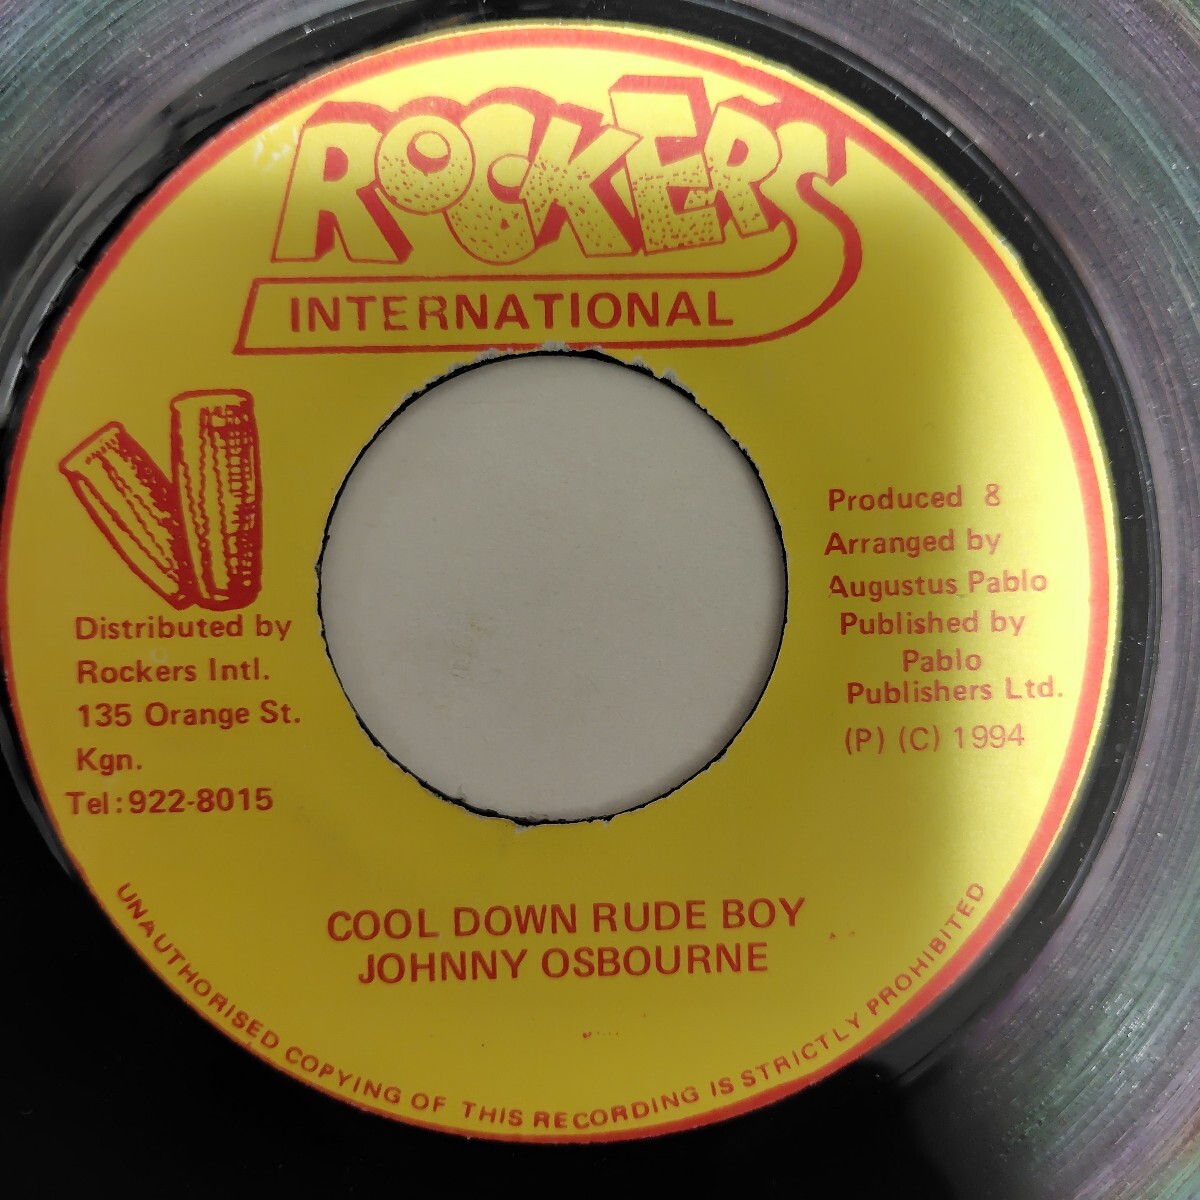 ROCKERS
INTERNATIONAL
Produced & 
Arranged by
Augustus Pablo
Published by
Pablo
Publishers Ltd.
(P) (C) 1994
Distributed by
Rockers Intl.
135 Orange St.
Kgn.
Tel:922-8015
COOL DOWN RUDE BOY
JOHNNY OSBOURNE
UNAUTHORISED COPYING OF THIS RECORDING IS STRICTLY PROHIBITED